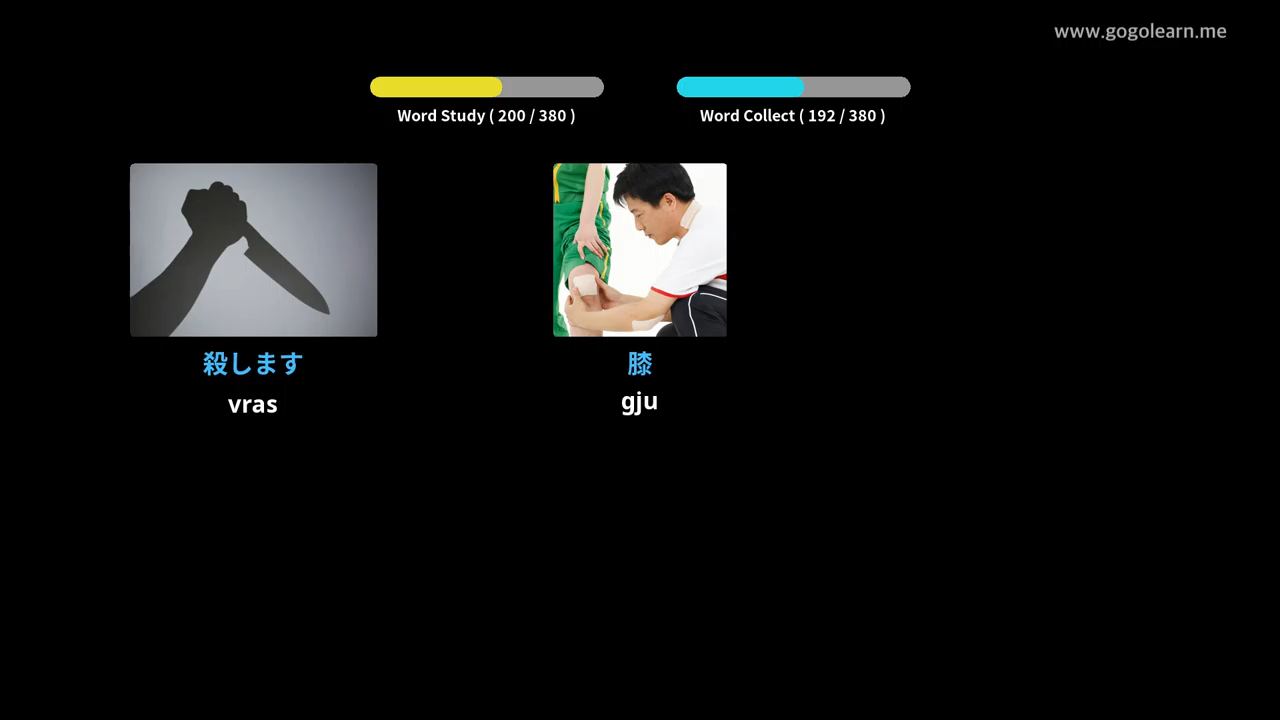 www.gogolearn.me
Word Study ( 200 / 380 )
Word Collect ( 192 / 380 )
殺します
vras
膝
gju